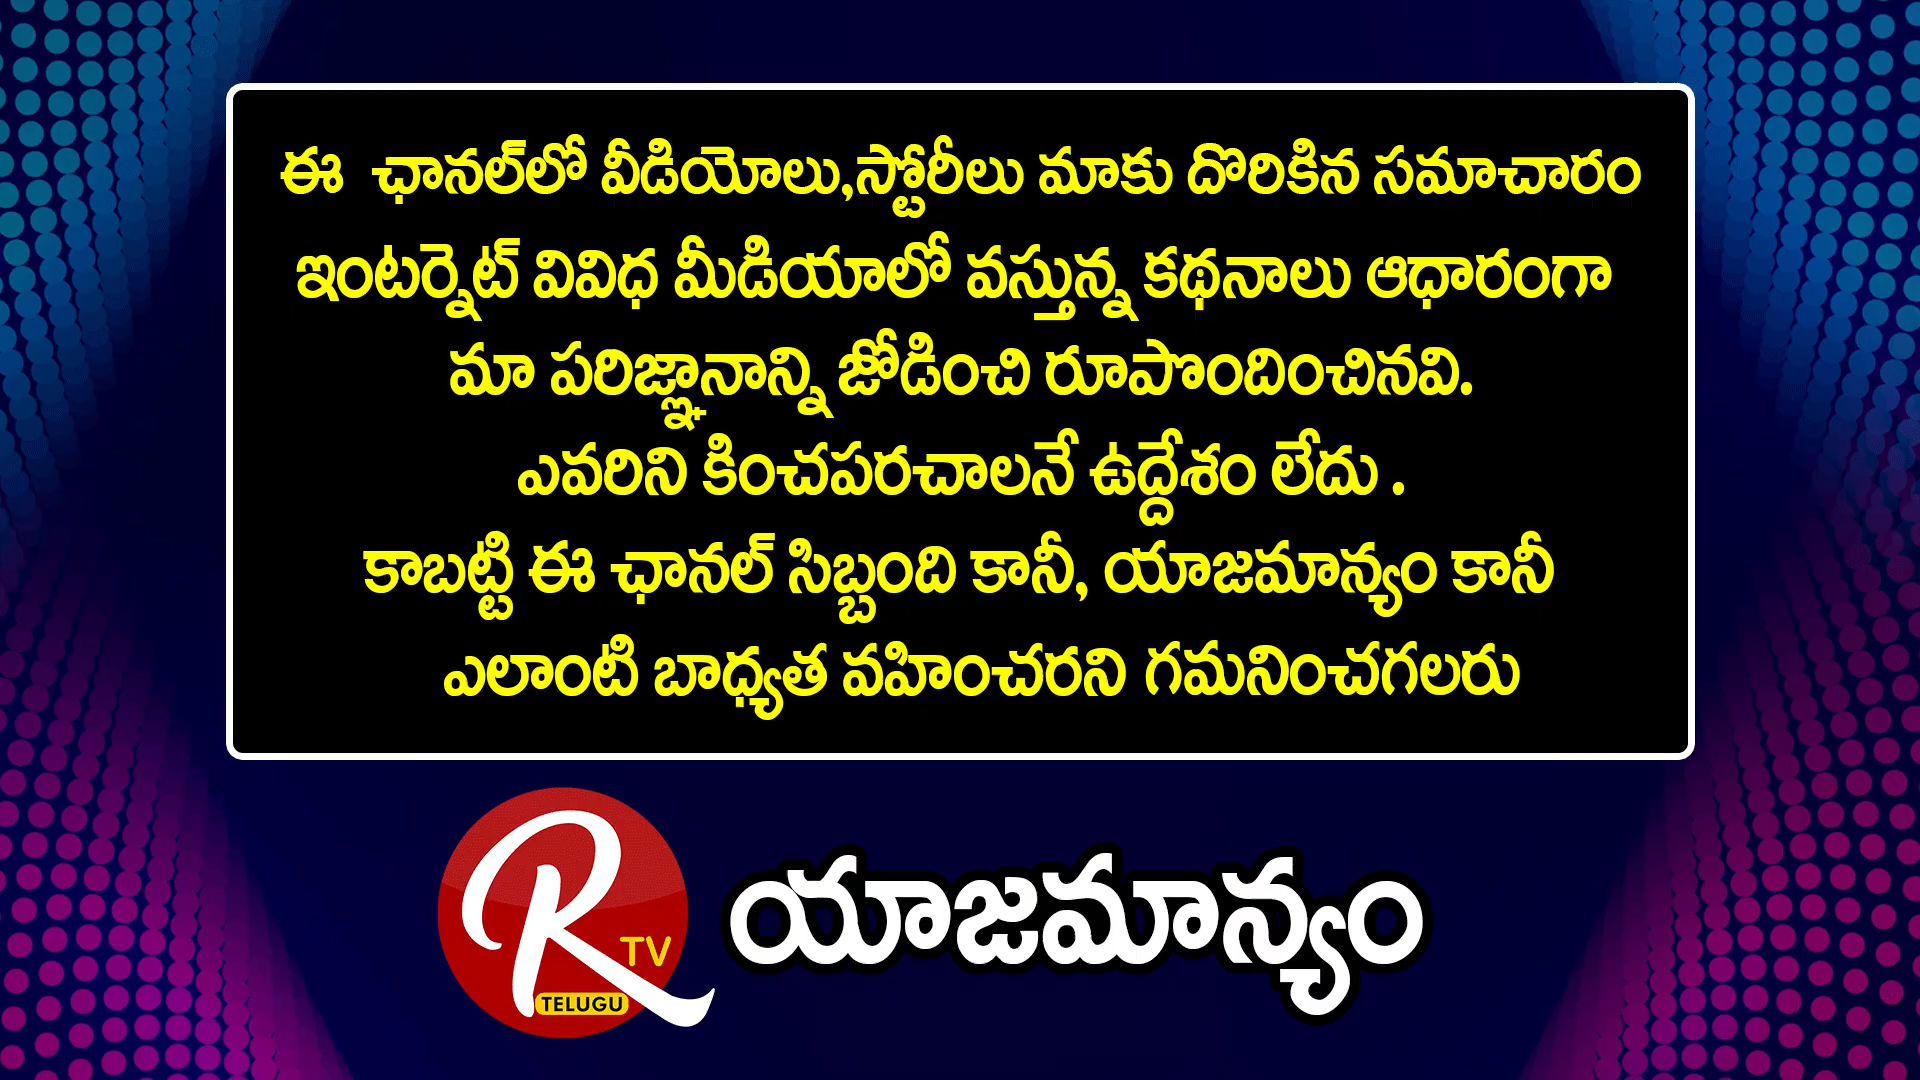 ఈ ఛానల్‌లో వీడియోలు,స్టోరీలు మాకు దొరికిన సమాచారం
ఇంటర్నెట్ వివిధ మీడియాలో వస్తున్న కథనాలు ఆధారంగా
మా పరిజ్ఞానాన్ని జోడించి రూపొందించినవి.
ఎవరిని కించపరచాలనే ఉద్దేశం లేదు .
కాబట్టి ఈ ఛానల్ సిబ్బంది కానీ, యాజమాన్యం కానీ
ఎలాంటి బాధ్యత వహించరని గమనించగలరు
R TV
TELUGU
యాజమాన్యం